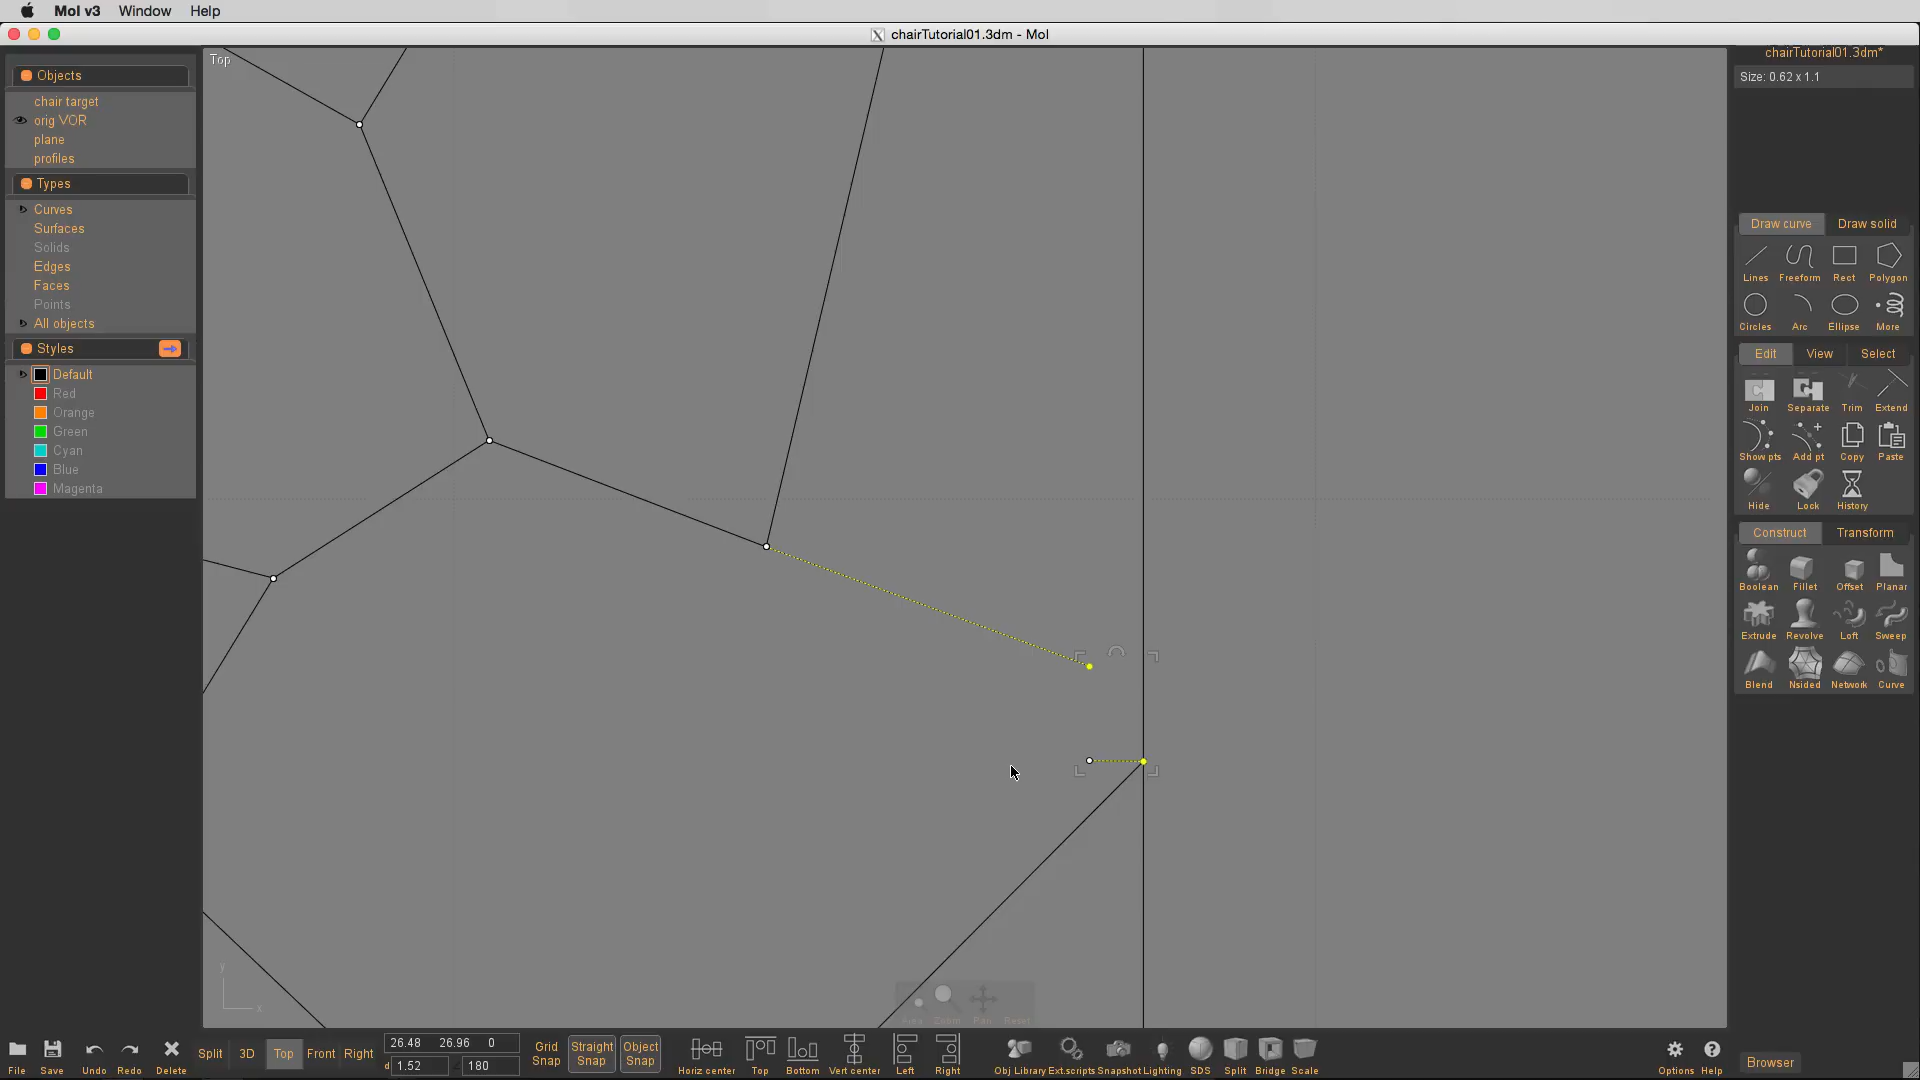 MoI v3 Window Help
chairTutorial01.3dm - MoI
Top
chairTutorial01.3dm*
Size: 0.62 x 1.1
Objects
chair target
orig VOR
plane
profiles
Types
Curves
Surfaces
Solids
Edges
Faces
Points
All objects
Styles
Default
Red
Orange
Green
Cyan
Blue
Magenta
Draw curve Draw solid
Lines Freeform Rect Polygon
Circles Arc Ellipse More
Edit View Select
Join Separate Trim Extend
Show pts Add pt Copy Paste
Hide Lock History
Construct Transform
Boolean Fillet Offset Planar
Extrude Revolve Loft Sweep
Blend Nsided Network Curve
y
x
Area Zoom Pan Reset
File Save Undo Redo Delete
Split 3D Top Front Right
26.48 26.96 0
d 1.52 180
Grid Snap
Straight Snap
Object Snap
Horiz center Top Bottom Vert center Left Right
Obj Library Ext.scripts Snapshot Lighting SDS Split Bridge Scale
Options Help
Browser